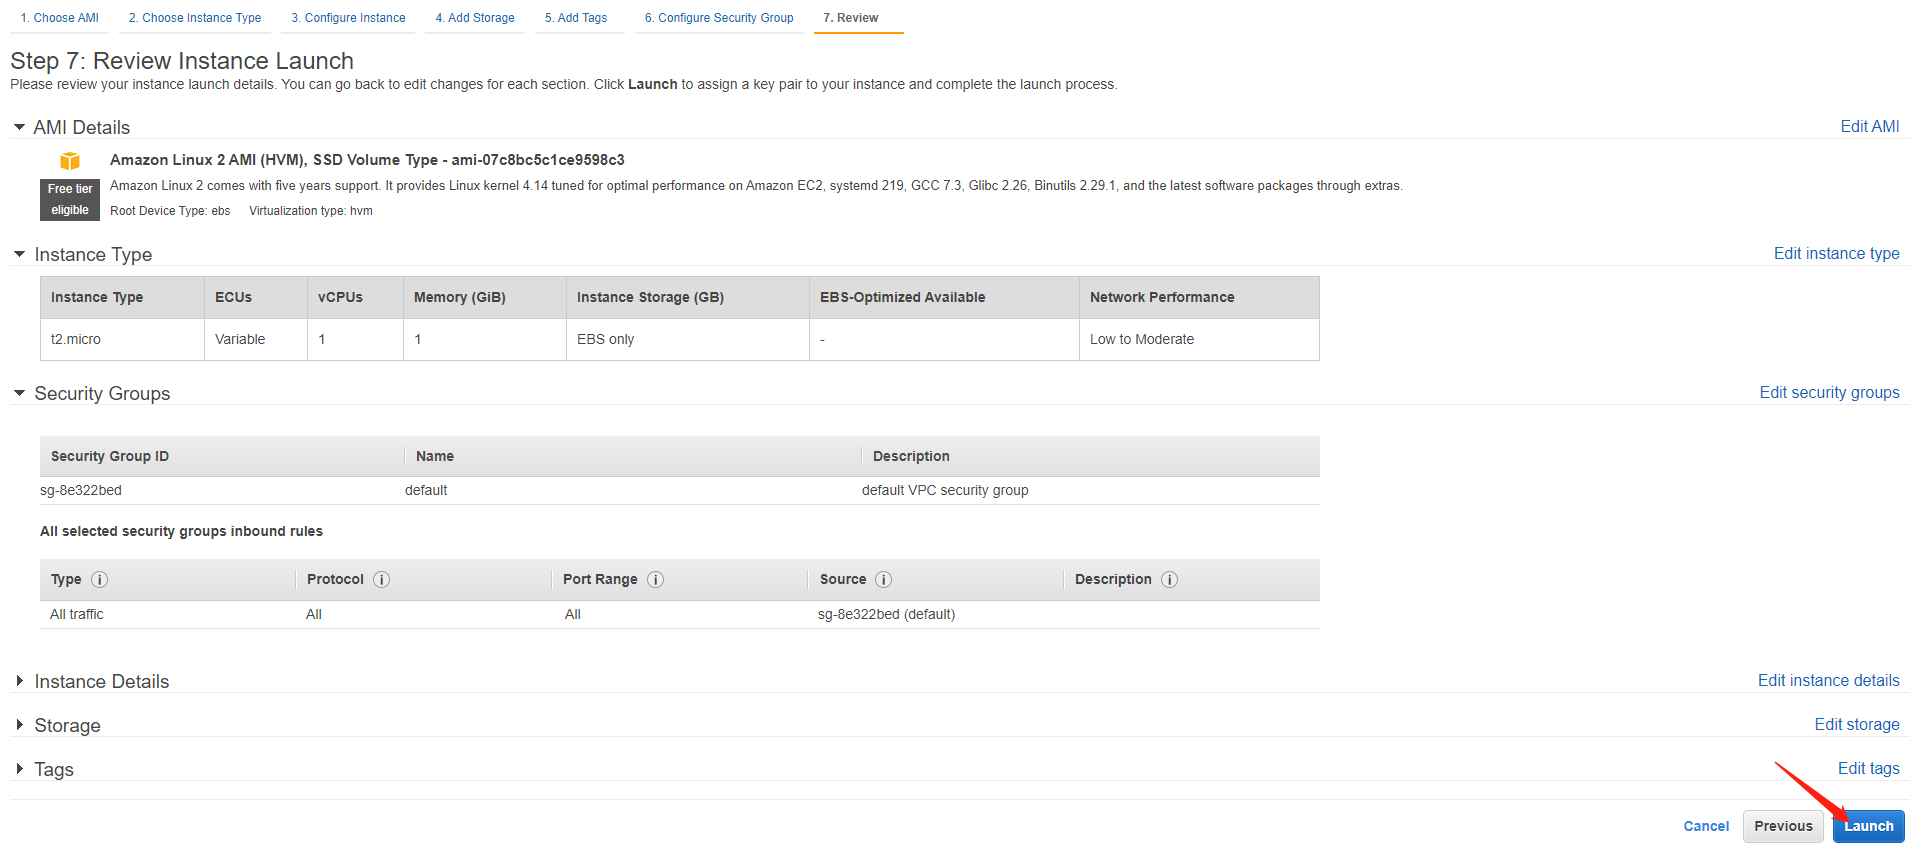 1. Choose AMI 2. Choose Instance Type 3. Configure Instance 4. Add Storage 5. Add Tags 6. Configure Security Group 7. Review
Step 7: Review Instance Launch
Please review your instance launch details. You can go back to edit changes for each section. Click Launch to assign a key pair to your instance and complete the launch process.
AMI Details Edit AMI
Amazon Linux 2 AMI (HVM), SSD Volume Type - ami-07c8bc5c1ce9598c3
Free tier eligible
Amazon Linux 2 comes with five years support. It provides Linux kernel 4.14 tuned for optimal performance on Amazon EC2, systemd 219, GCC 7.3, Glibc 2.26, Binutils 2.29.1, and the latest software packages through extras.
Root Device Type: ebs Virtualization type: hvm
Instance Type Edit instance type
Instance Type ECUs vCPUs Memory (GiB) Instance Storage (GB) EBS-Optimized Available Network Performance
t2.micro Variable 1 1 EBS only - Low to Moderate
Security Groups Edit security groups
Security Group ID Name Description
sg-8e322bed default default VPC security group
All selected security groups inbound rules
Type i Protocol i Port Range i Source i Description i
All traffic All All sg-8e322bed (default)
Instance Details Edit instance details
Storage Edit storage
Tags Edit tags
Cancel Previous Launch